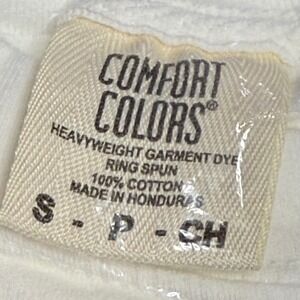 COMFORT
COLORS®
HEAVYWEIGHT GARMENT DYE
RING SPUN
100% COTTON
MADE IN HONDURAS
S - P - CH